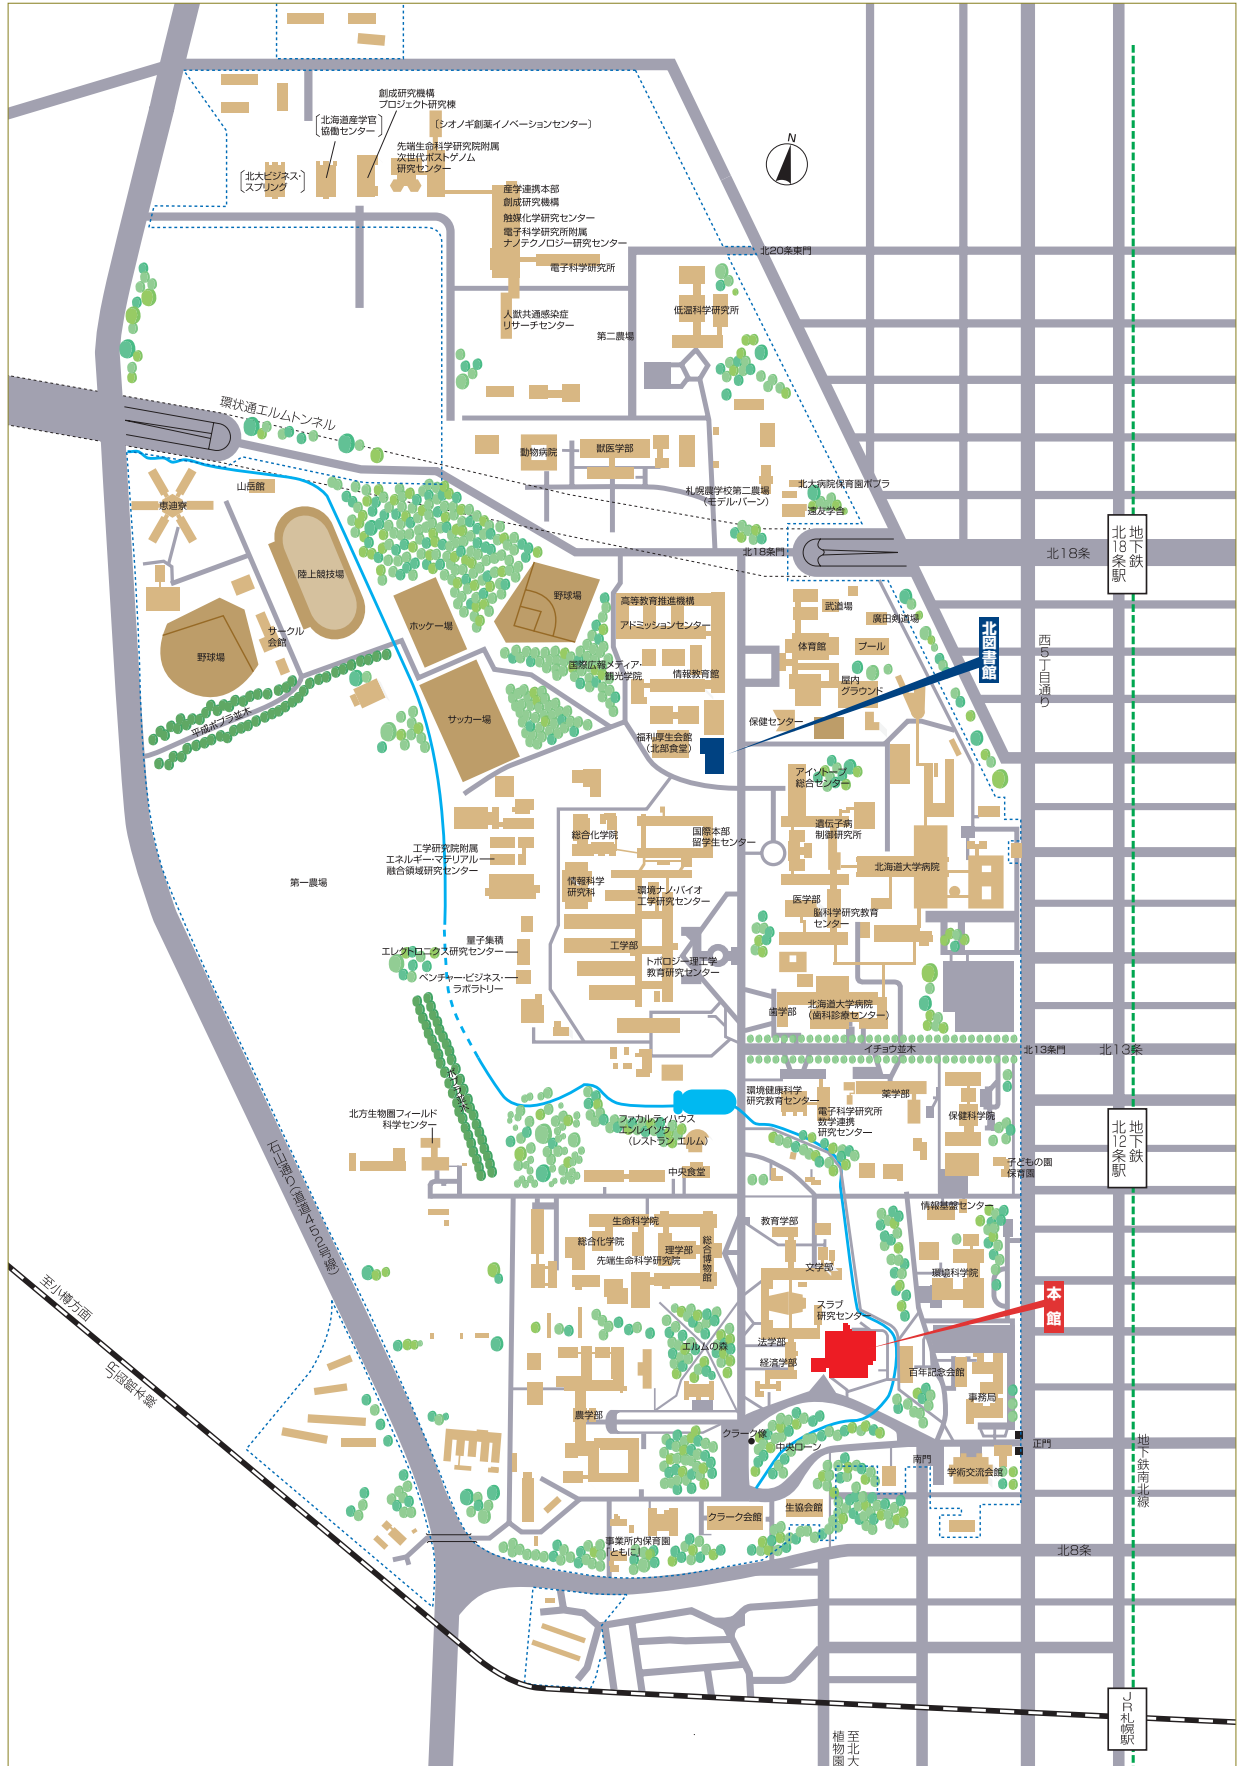 創成研究機構
プロジェクト研究棟
〔北海道産学官
協働センター〕
〔シオノギ創薬イノベーションセンター〕
先端生命科学研究院附属
次世代ポストゲノム
研究センター
〔北大ビジネス・
スプリング〕
N
産学連携本部
創成研究機構
触媒化学研究センター
電子科学研究所附属
ナノテクノロジー研究センター
電子科学研究所
北20条東門
人獣共通感染症
リサーチセンター
第二農場
低温科学研究所
環状通エルムトンネル
動物病院
獣医学部
札幌農学校第二農場
(モデル・バーン)
北大病院保育園ポプラ
遠友学舎
山岳館
恵迪寮
北18条門
北18条
地下鉄
北18条駅
陸上競技場
野球場
ホッケー場
サークル
会館
野球場
高等教育推進機構
アドミッションセンター
武道場
廣田剣道場
体育館
プール
北図書館
西5丁目通り
国際広報メディア・
観光学院
情報教育館
屋内
グラウンド
サッカー場
平成ポプラ並木
保健センター
福利厚生会館
(北部食堂)
アイソトープ
総合センター
総合化学院
国際本部
留学生センター
遺伝子病
制御研究所
工学研究院附属
エネルギー・マテリアル
融合領域研究センター
第一農場
情報科学
研究科
環境ナノ・バイオ
工学研究センター
北海道大学病院
医学部
脳科学研究教育
センター
量子集積
エレクトロニクス研究センター
工学部
トポロジー理工学
教育研究センター
ベンチャー・ビジネス・
ラボラトリー
歯学部
北海道大学病院
(歯科診療センター)
イチョウ並木
北13条門
北13条
ポプラ並木
環境健康科学
研究教育センター
薬学部
電子科学研究所
数学連携
研究センター
保健科学院
北方生物圏フィールド
科学センター
ファカルティハウス
エンレイソウ
(レストラン エルム)
地下鉄
北12条駅
石山通り(道道452号線)
中央食堂
子どもの園
保育園
情報基盤センター
生命科学院
総合化学院
理学部
先端生命科学研究院
総合博物館
教育学部
文学部
環境科学院
スラブ
研究センター
本館
至小樽方面
JR函館本線
エルムの森
法学部
経済学部
百年記念会館
事務局
農学部
クラーク像
中央ローン
正門
南門
学術交流会館
地下鉄南北線
クラーク会館
生協会館
事業所内保育園
「ともに」
北8条
JR札幌駅
至北大
植物園